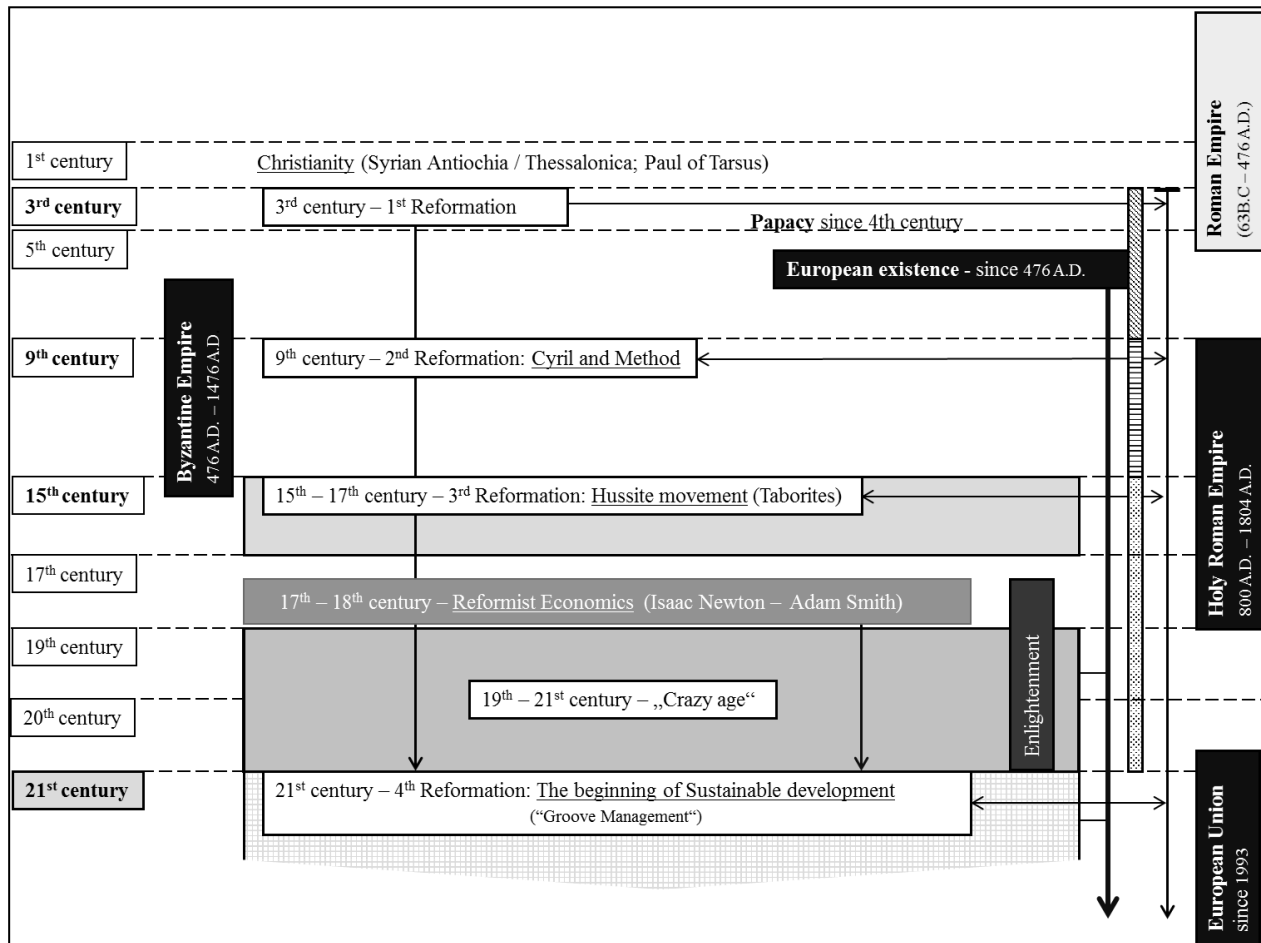 Roman Empire
(63B.C – 476 A.D.)
1st century
Christianity (Syrian Antiochia / Thessalonica; Paul of Tarsus)
3rd century
3rd century – 1st Reformation
Papacy since 4th century
5th century
European existence - since 476 A.D.
Byzantine Empire
476 A.D. – 1476 A.D
9th century
9th century – 2nd Reformation: Cyril and Method
Holy Roman Empire
800 A.D. – 1804 A.D.
15th century
15th – 17th century – 3rd Reformation: Hussite movement (Taborites)
17th century
17th – 18th century – Reformist Economics (Isaac Newton – Adam Smith)
Enlightenment
19th century
19th – 21st century – „Crazy age“
20th century
21st century
21st century – 4th Reformation: The beginning of Sustainable development
(“Groove Management“)
European Union
since 1993